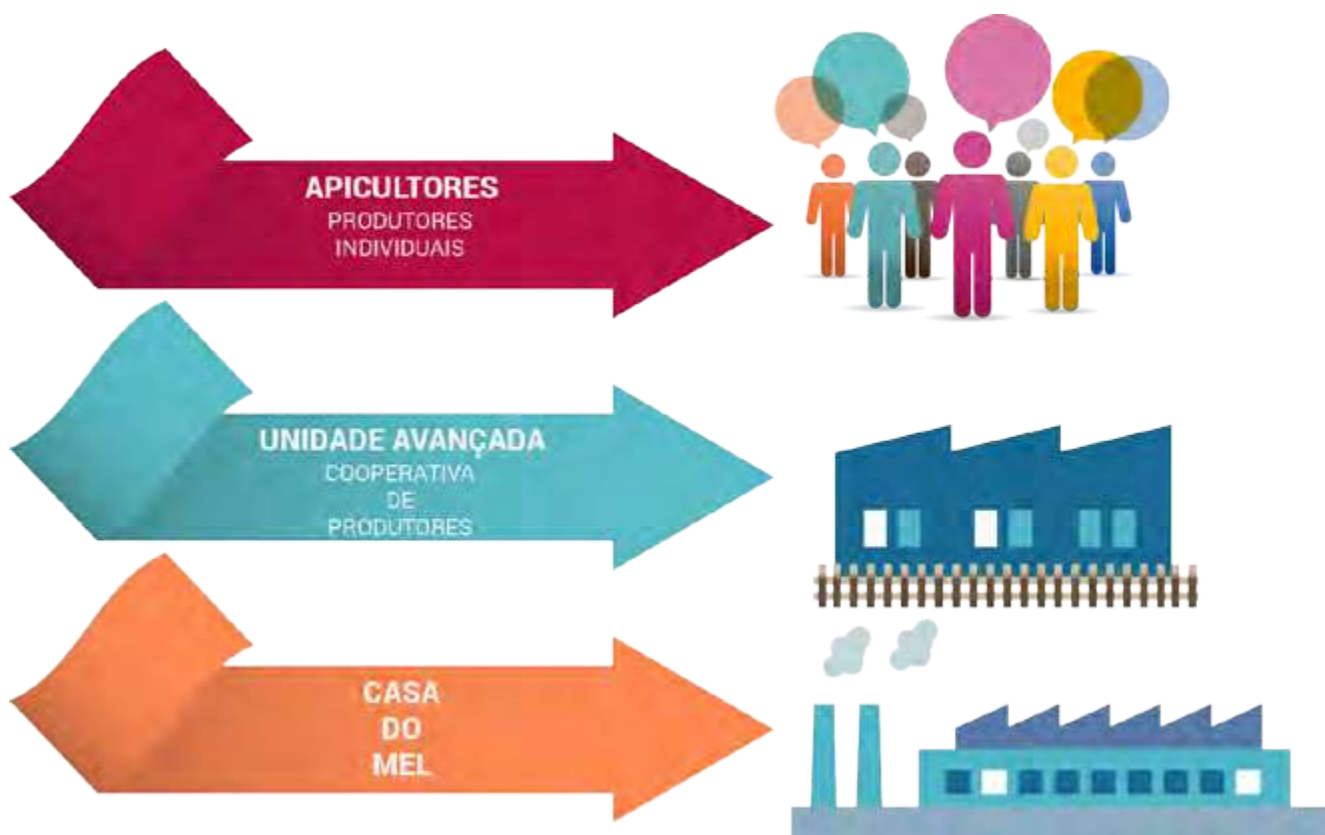 APICULTORES
PRODUTORES
INDIVIDUAIS
UNIDADE AVANÇADA
COOPERATIVA
DE
PRODUTORES
CASA
DO
MEL